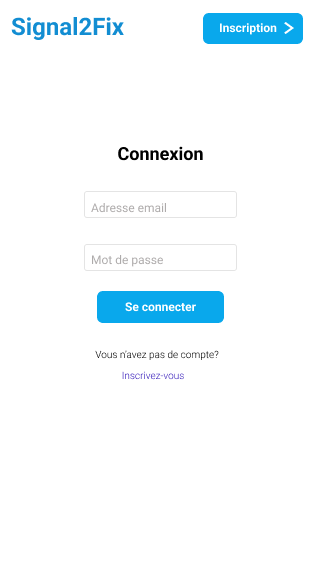 Signal2Fix
Inscription
Connexion
Adresse email
Mot de passe
Se connecter
Vous n'avez pas de compte?
Inscrivez-vous